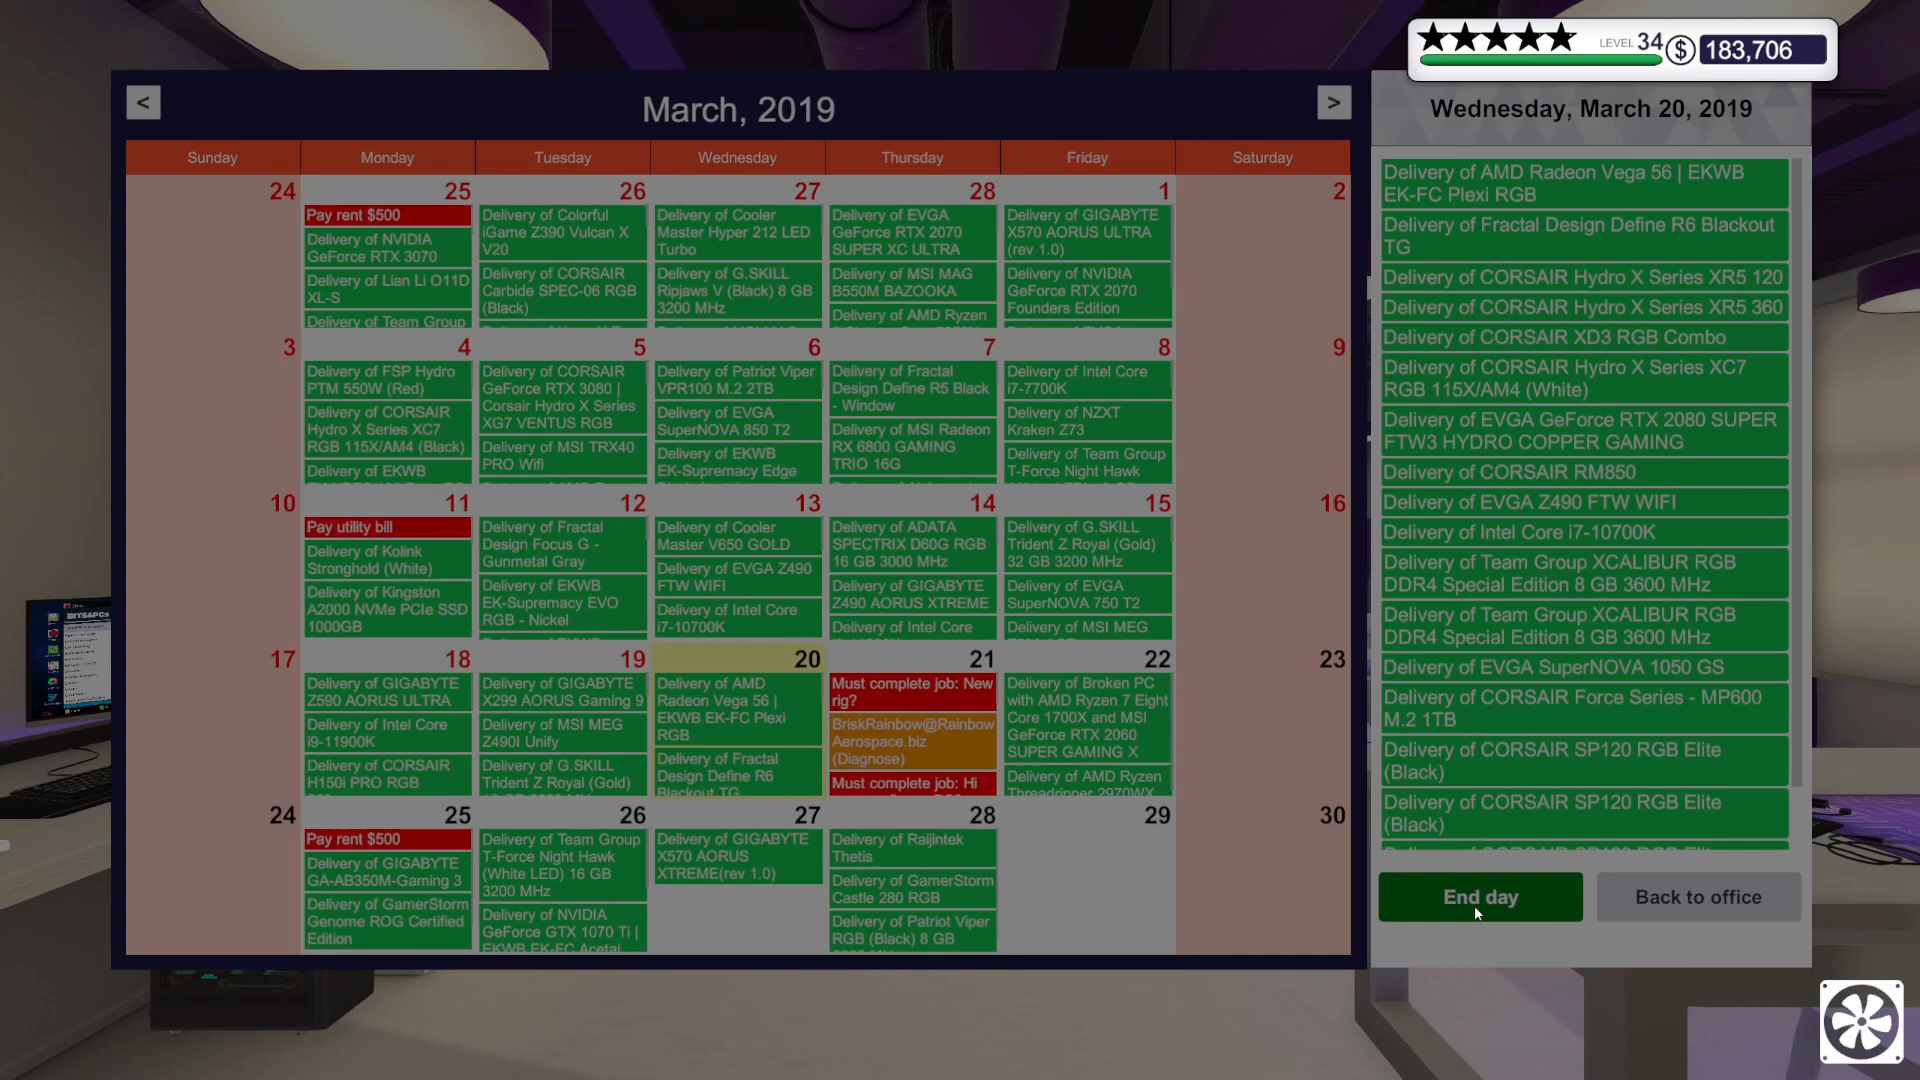 LEVEL 34 $ 183,706
< March, 2019 >
Wednesday, March 20, 2019
Sunday Monday Tuesday Wednesday Thursday Friday Saturday
24
25
Pay rent $500
Delivery of NVIDIA
GeForce RTX 3070
Delivery of Lian Li O11D
XL-S
Delivery of Team Group
26
Delivery of Colorful
iGame Z390 Vulcan X
V20
Delivery of CORSAIR
Carbide SPEC-06 RGB
(Black)
27
Delivery of Cooler
Master Hyper 212 LED
Turbo
Delivery of G.SKILL
Ripjaws V (Black) 8 GB
3200 MHz
28
Delivery of EVGA
GeForce RTX 2070
SUPER XC ULTRA
Delivery of MSI MAG
B550M BAZOOKA
Delivery of AMD Ryzen
1
Delivery of GIGABYTE
X570 AORUS ULTRA
(rev 1.0)
Delivery of NVIDIA
GeForce RTX 2070
Founders Edition
2
3
4
Delivery of FSP Hydro
PTM 550W (Red)
Delivery of CORSAIR
Hydro X Series XC7
RGB 115X/AM4 (Black)
Delivery of EKWB
5
Delivery of CORSAIR
GeForce RTX 3080 |
Corsair Hydro X Series
XG7 VENTUS RGB
Delivery of MSI TRX40
PRO Wifi
6
Delivery of Patriot Viper
VPR100 M.2 2TB
Delivery of EVGA
SuperNOVA 850 T2
Delivery of EKWB
EK-Supremacy Edge
7
Delivery of Fractal
Design Define R5 Black
- Window
Delivery of MSI Radeon
RX 6800 GAMING
TRIO 16G
8
Delivery of Intel Core
i7-7700K
Delivery of NZXT
Kraken Z73
Delivery of Team Group
T-Force Night Hawk
9
10
11
Pay utility bill
Delivery of Kolink
Stronghold (White)
Delivery of Kingston
A2000 NVMe PCIe SSD
1000GB
12
Delivery of Fractal
Design Focus G -
Gunmetal Gray
Delivery of EKWB
EK-Supremacy EVO
RGB - Nickel
13
Delivery of Cooler
Master V650 GOLD
Delivery of EVGA Z490
FTW WIFI
Delivery of Intel Core
i7-10700K
14
Delivery of ADATA
SPECTRIX D60G RGB
16 GB 3000 MHz
Delivery of GIGABYTE
Z490 AORUS XTREME
Delivery of Intel Core
15
Delivery of G.SKILL
Trident Z Royal (Gold)
32 GB 3200 MHz
Delivery of EVGA
SuperNOVA 750 T2
Delivery of MSI MEG
16
17
18
Delivery of GIGABYTE
Z590 AORUS ULTRA
Delivery of Intel Core
i9-11900K
Delivery of CORSAIR
H150i PRO RGB
19
Delivery of GIGABYTE
X299 AORUS Gaming 9
Delivery of MSI MEG
Z490I Unify
Delivery of G.SKILL
Trident Z Royal (Gold)
20
Delivery of AMD
Radeon Vega 56 |
EKWB EK-FC Plexi
RGB
Delivery of Fractal
Design Define R6
Blackout TG
21
Must complete job: New
rig?
BriskRainbow@Rainbow
Aerospace.biz
(Diagnose)
Must complete job: Hi
22
Delivery of Broken PC
with AMD Ryzen 7 Eight
Core 1700X and MSI
GeForce RTX 2060
SUPER GAMING X
Delivery of AMD Ryzen
Threadripper 2970WX
23
24
25
Pay rent $500
Delivery of GIGABYTE
GA-AB350M-Gaming 3
Delivery of GamerStorm
Genome ROG Certified
Edition
26
Delivery of Team Group
T-Force Night Hawk
(White LED) 16 GB
3200 MHz
Delivery of NVIDIA
GeForce GTX 1070 Ti |
EKWB EK-FC Acetal
27
Delivery of GIGABYTE
X570 AORUS
XTREME(rev 1.0)
28
Delivery of Raijintek
Thetis
Delivery of GamerStorm
Castle 280 RGB
Delivery of Patriot Viper
RGB (Black) 8 GB
29
30
Delivery of AMD Radeon Vega 56 | EKWB
EK-FC Plexi RGB
Delivery of Fractal Design Define R6 Blackout
TG
Delivery of CORSAIR Hydro X Series XR5 120
Delivery of CORSAIR Hydro X Series XR5 360
Delivery of CORSAIR XD3 RGB Combo
Delivery of CORSAIR Hydro X Series XC7
RGB 115X/AM4 (White)
Delivery of EVGA GeForce RTX 2080 SUPER
FTW3 HYDRO COPPER GAMING
Delivery of CORSAIR RM850
Delivery of EVGA Z490 FTW WIFI
Delivery of Intel Core i7-10700K
Delivery of Team Group XCALIBUR RGB
DDR4 Special Edition 8 GB 3600 MHz
Delivery of Team Group XCALIBUR RGB
DDR4 Special Edition 8 GB 3600 MHz
Delivery of EVGA SuperNOVA 1050 GS
Delivery of CORSAIR Force Series - MP600
M.2 1TB
Delivery of CORSAIR SP120 RGB Elite
(Black)
Delivery of CORSAIR SP120 RGB Elite
(Black)
End day
Back to office